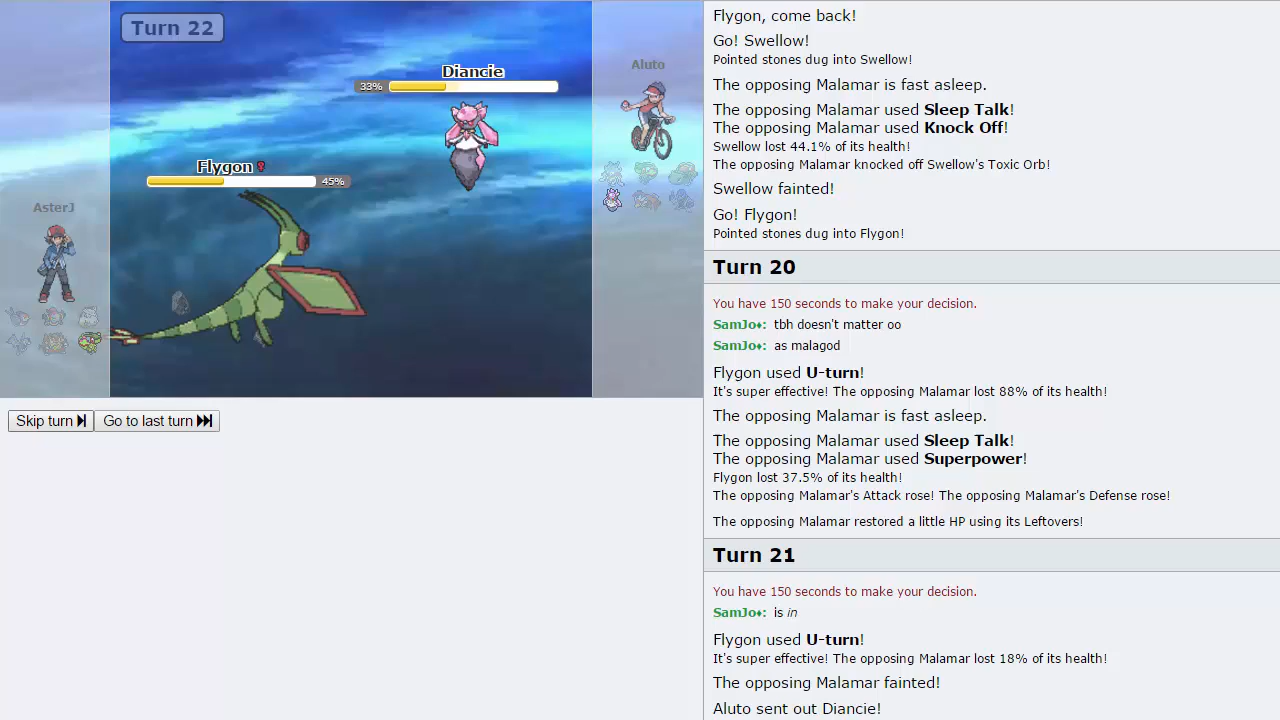 Turn 22
Diancie
33%
Flygon
45%
Aluto
AsterJ
Skip turn
Go to last turn
Flygon, come back!
Go! Swellow!
Pointed stones dug into Swellow!
The opposing Malamar is fast asleep.
The opposing Malamar used Sleep Talk!
The opposing Malamar used Knock Off!
Swellow lost 44.1% of its health!
The opposing Malamar knocked off Swellow's Toxic Orb!
Swellow fainted!
Go! Flygon!
Pointed stones dug into Flygon!
Turn 20
You have 150 seconds to make your decision.
SamJo♦: tbh doesn't matter oo
SamJo♦: as malagod
Flygon used U-turn!
It's super effective! The opposing Malamar lost 88% of its health!
The opposing Malamar is fast asleep.
The opposing Malamar used Sleep Talk!
The opposing Malamar used Superpower!
Flygon lost 37.5% of its health!
The opposing Malamar's Attack rose! The opposing Malamar's Defense rose!
The opposing Malamar restored a little HP using its Leftovers!
Turn 21
You have 150 seconds to make your decision.
SamJo♦: is in
Flygon used U-turn!
It's super effective! The opposing Malamar lost 18% of its health!
The opposing Malamar fainted!
Aluto sent out Diancie!